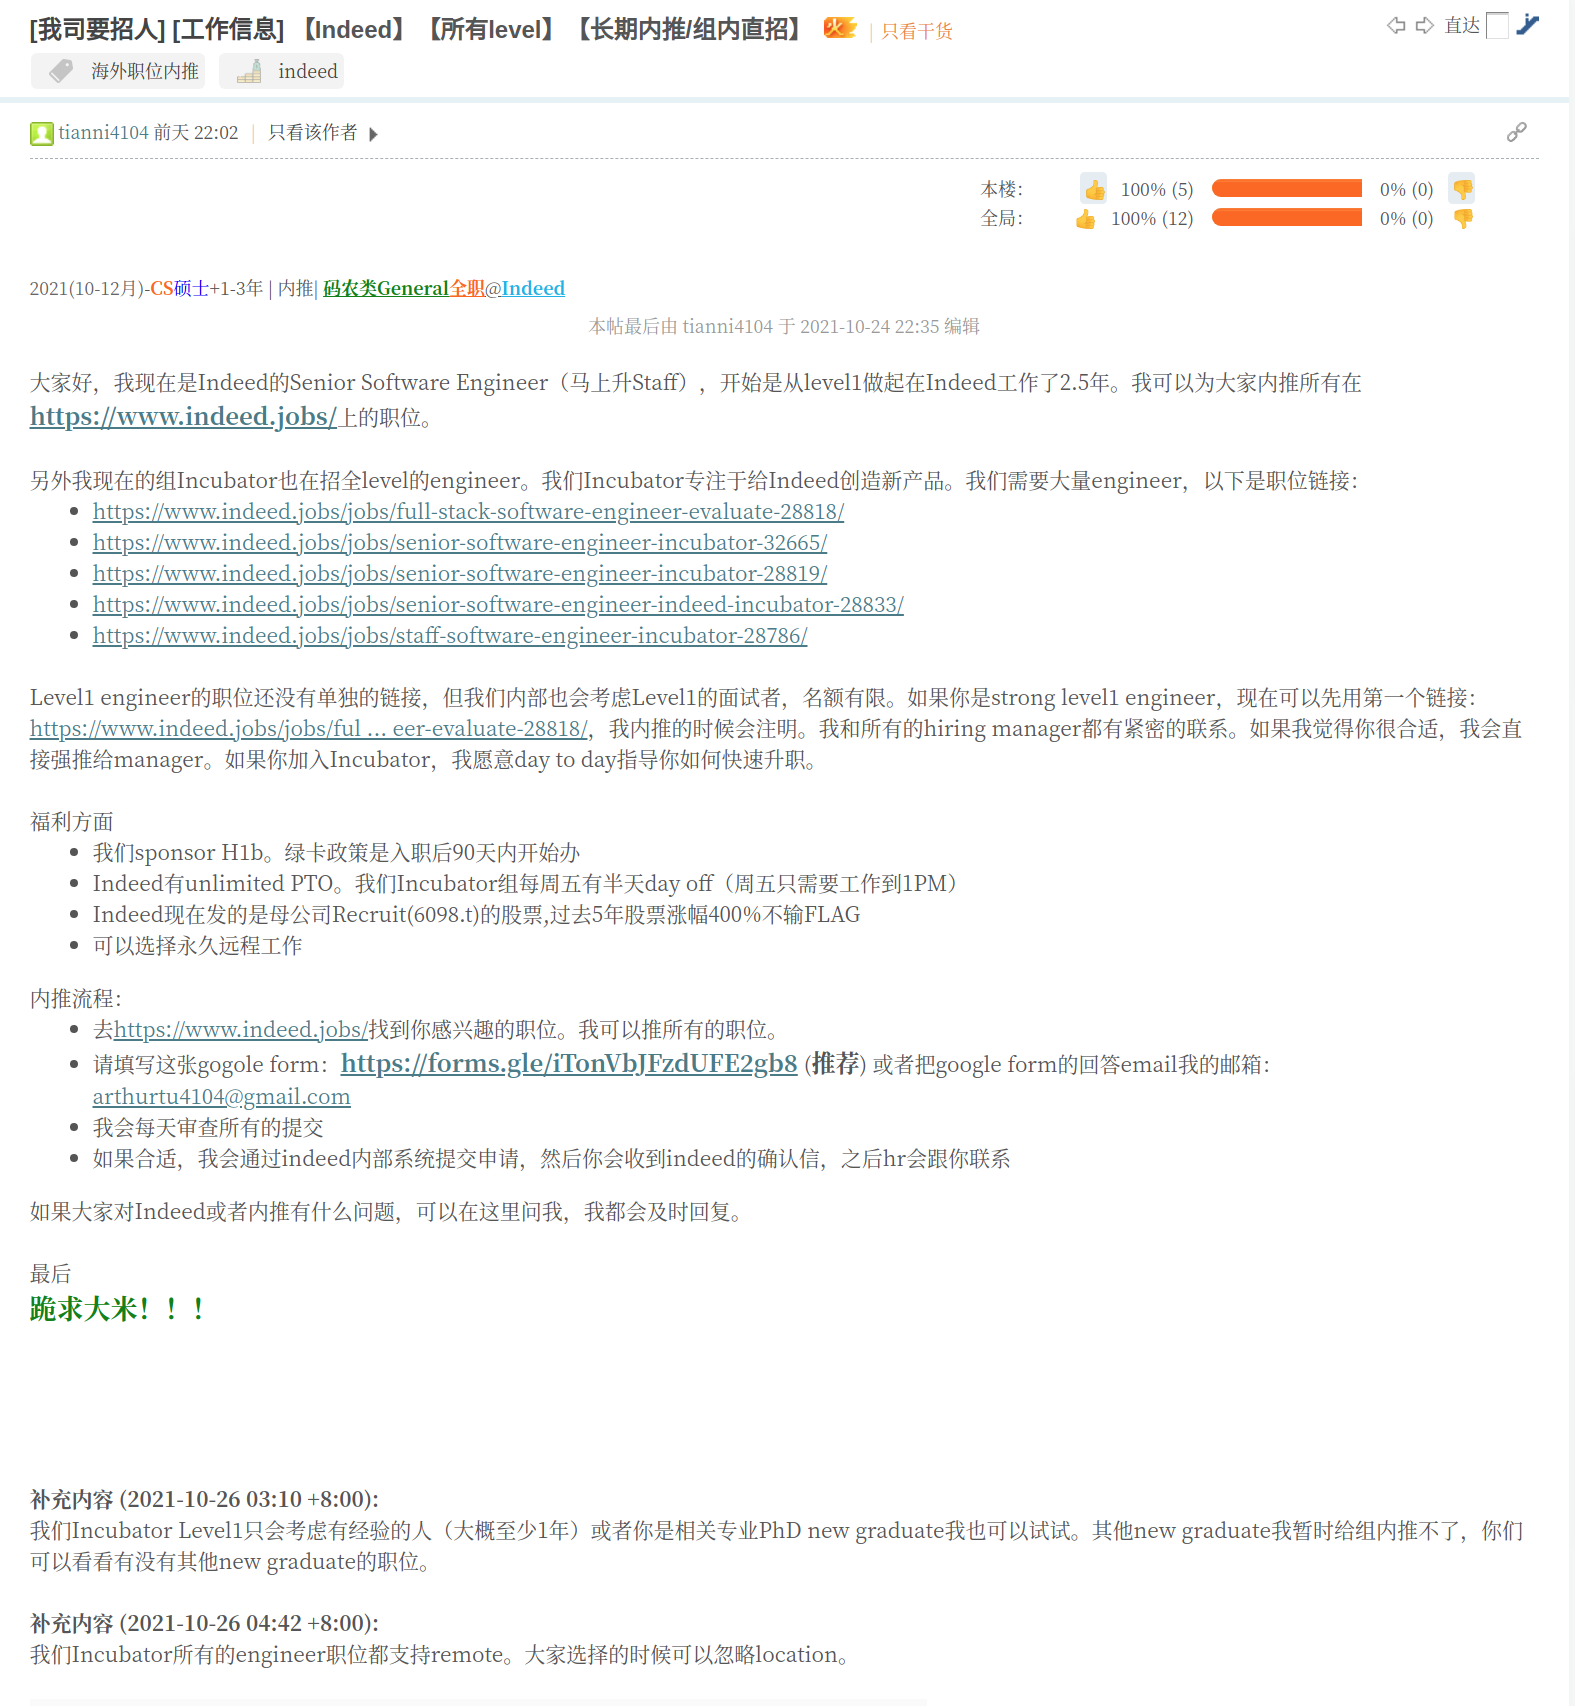 [我司要招人] [工作信息] 【Indeed】【所有level】【长期内推/组内直招】 火 | 只看干货
直达
海外职位内推 indeed
tianni4104 前天 22:02 | 只看该作者
本楼： 👍 100% (5) 0% (0) 👎
全局： 👍 100% (12) 0% (0) 👎
2021(10-12月)-CS硕士+1-3年 | 内推| 码农类General全职@Indeed
本帖最后由 tianni4104 于 2021-10-24 22:35 编辑
大家好，我现在是Indeed的Senior Software Engineer（马上升Staff），开始是从level1做起在Indeed工作了2.5年。我可以为大家内推所有在
https://www.indeed.jobs/上的职位。
另外我现在的组Incubator也在招全level的engineer。我们Incubator专注于给Indeed创造新产品。我们需要大量engineer，以下是职位链接：
https://www.indeed.jobs/jobs/full-stack-software-engineer-evaluate-28818/
https://www.indeed.jobs/jobs/senior-software-engineer-incubator-32665/
https://www.indeed.jobs/jobs/senior-software-engineer-incubator-28819/
https://www.indeed.jobs/jobs/senior-software-engineer-indeed-incubator-28833/
https://www.indeed.jobs/jobs/staff-software-engineer-incubator-28786/
Level1 engineer的职位还没有单独的链接，但我们内部也会考虑Level1的面试者，名额有限。如果你是strong level1 engineer，现在可以先用第一个链接：
https://www.indeed.jobs/jobs/ful ... eer-evaluate-28818/，我内推的时候会注明。我和所有的hiring manager都有紧密的联系。如果我觉得你很合适，我会直
接强推给manager。如果你加入Incubator，我愿意day to day指导你如何快速升职。
福利方面
我们sponsor H1b。绿卡政策是入职后90天内开始办
Indeed有unlimited PTO。我们Incubator组每周五有半天day off（周五只需要工作到1PM）
Indeed现在发的是母公司Recruit(6098.t)的股票,过去5年股票涨幅400%不输FLAG
可以选择永久远程工作
内推流程：
去https://www.indeed.jobs/找到你感兴趣的职位。我可以推所有的职位。
请填写这张gogole form：https://forms.gle/iTonVbJFzdUFE2gb8 (推荐) 或者把google form的回答email我的邮箱：
arthurtu4104@gmail.com
我会每天审查所有的提交
如果合适，我会通过indeed内部系统提交申请，然后你会收到indeed的确认信，之后hr会跟你联系
如果大家对Indeed或者内推有什么问题，可以在这里问我，我都会及时回复。
最后
跪求大米！！！
补充内容 (2021-10-26 03:10 +8:00):
我们Incubator Level1只会考虑有经验的人（大概至少1年）或者你是相关专业PhD new graduate我也可以试试。其他new graduate我暂时给组内推不了，你们
可以看看有没有其他new graduate的职位。
补充内容 (2021-10-26 04:42 +8:00):
我们Incubator所有的engineer职位都支持remote。大家选择的时候可以忽略location。